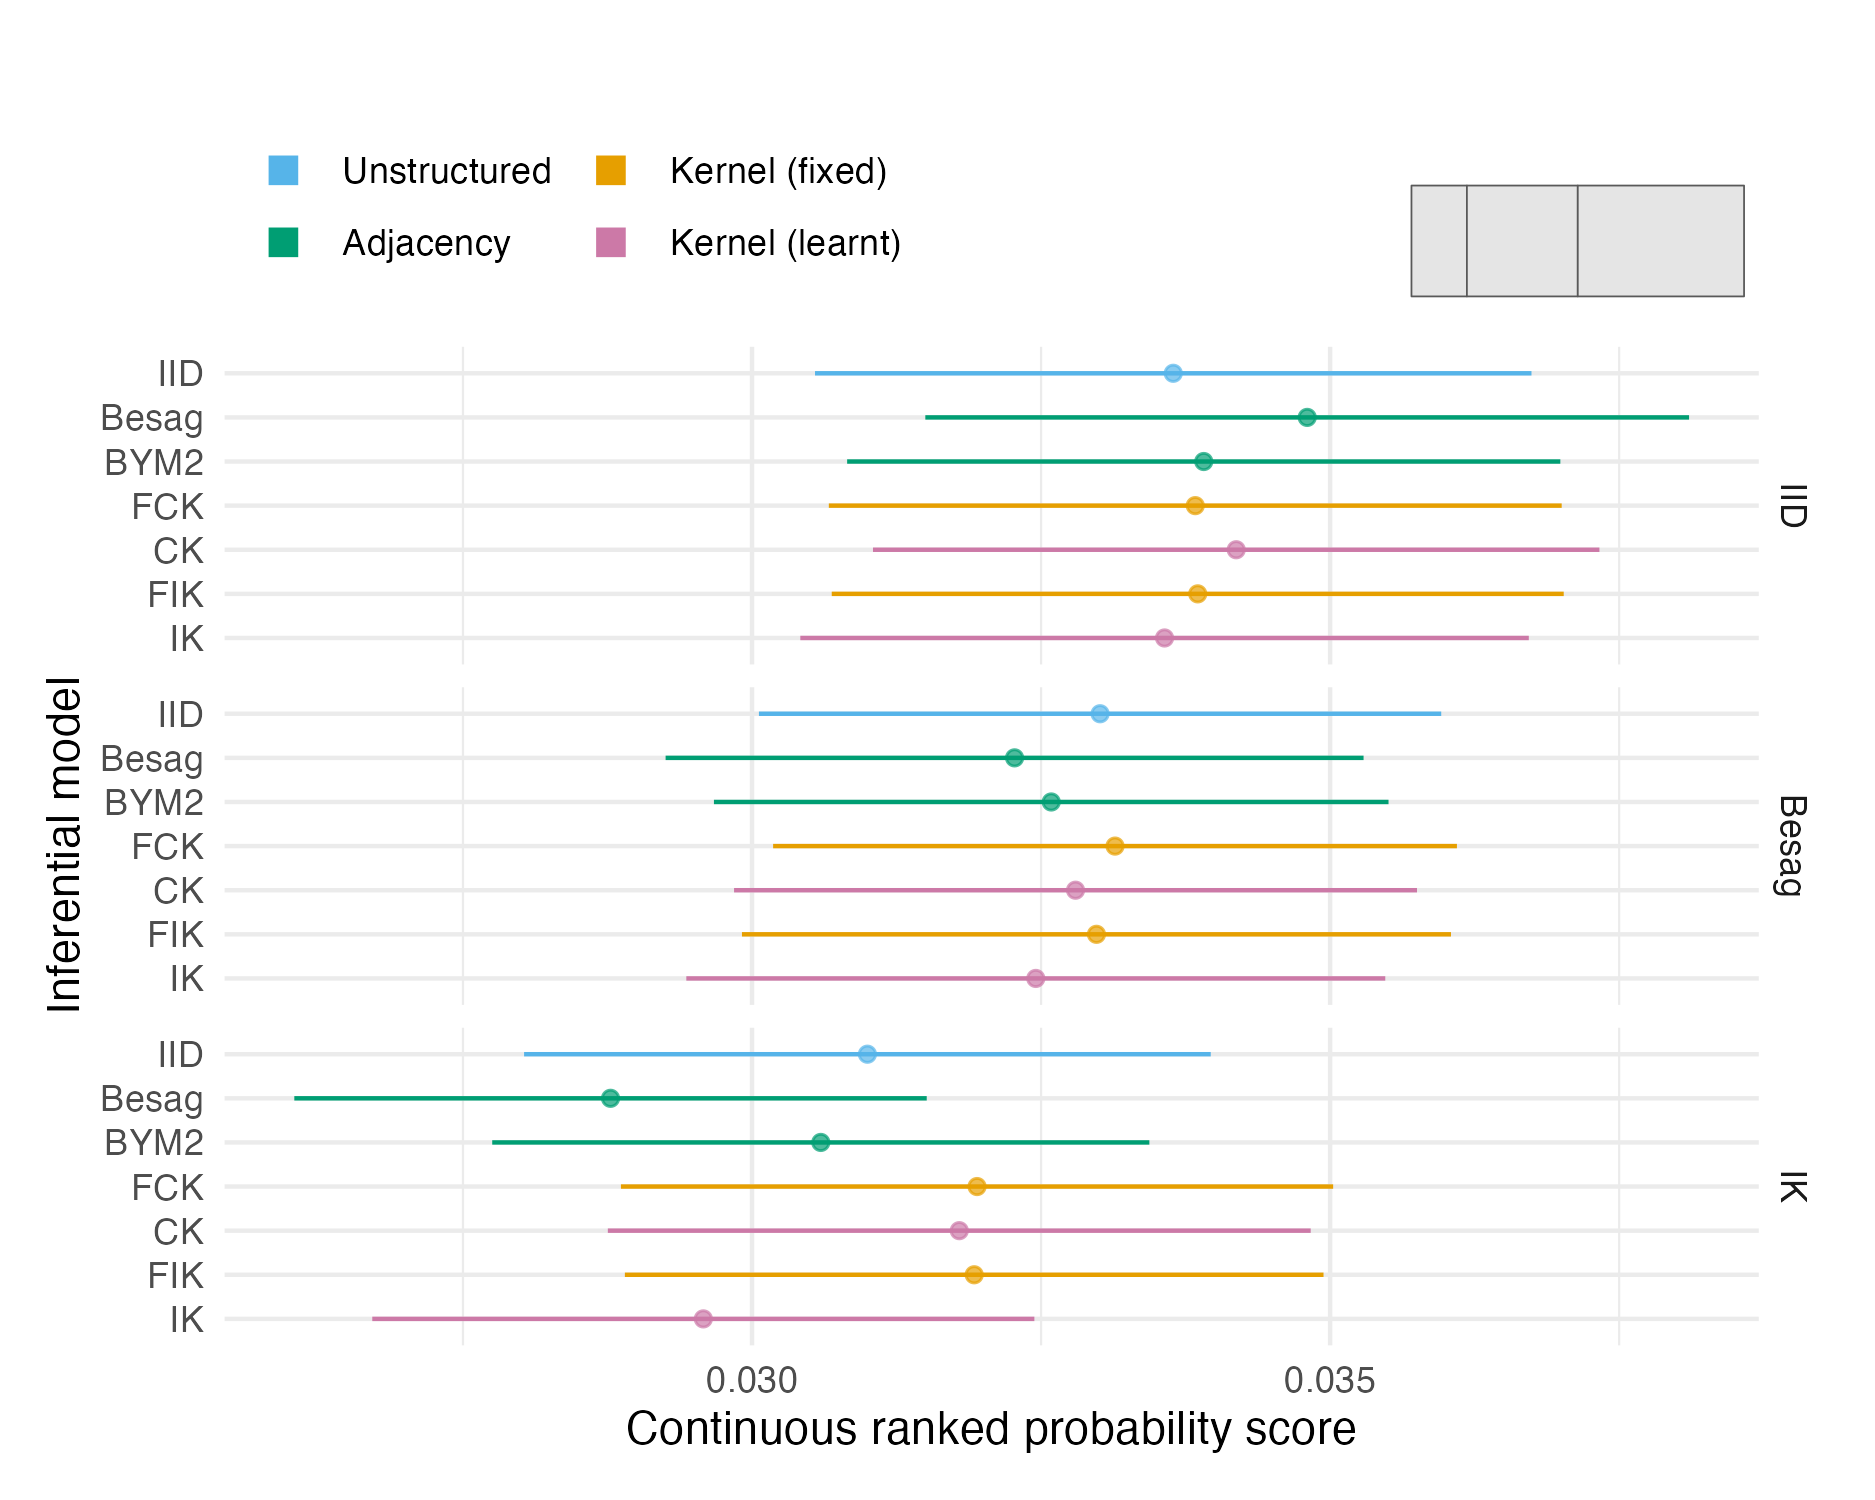 Unstructured
Kernel (fixed)
Adjacency
Kernel (learnt)
IID
Besag
BYM2
FCK
CK
FIK
IK
IID
IID
Besag
BYM2
FCK
CK
FIK
IK
Besag
IID
Besag
BYM2
FCK
CK
FIK
IK
IK
Inferential model
0.030
0.035
Continuous ranked probability score